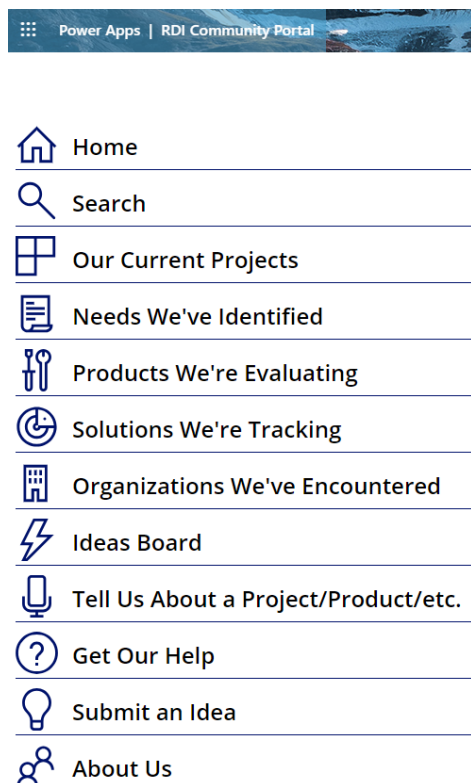 Power Apps | RDI Community Portal
Home
Search
Our Current Projects
Needs We've Identified
Products We're Evaluating
Solutions We're Tracking
Organizations We've Encountered
Ideas Board
Tell Us About a Project/Product/etc.
? Get Our Help
Submit an Idea
About Us